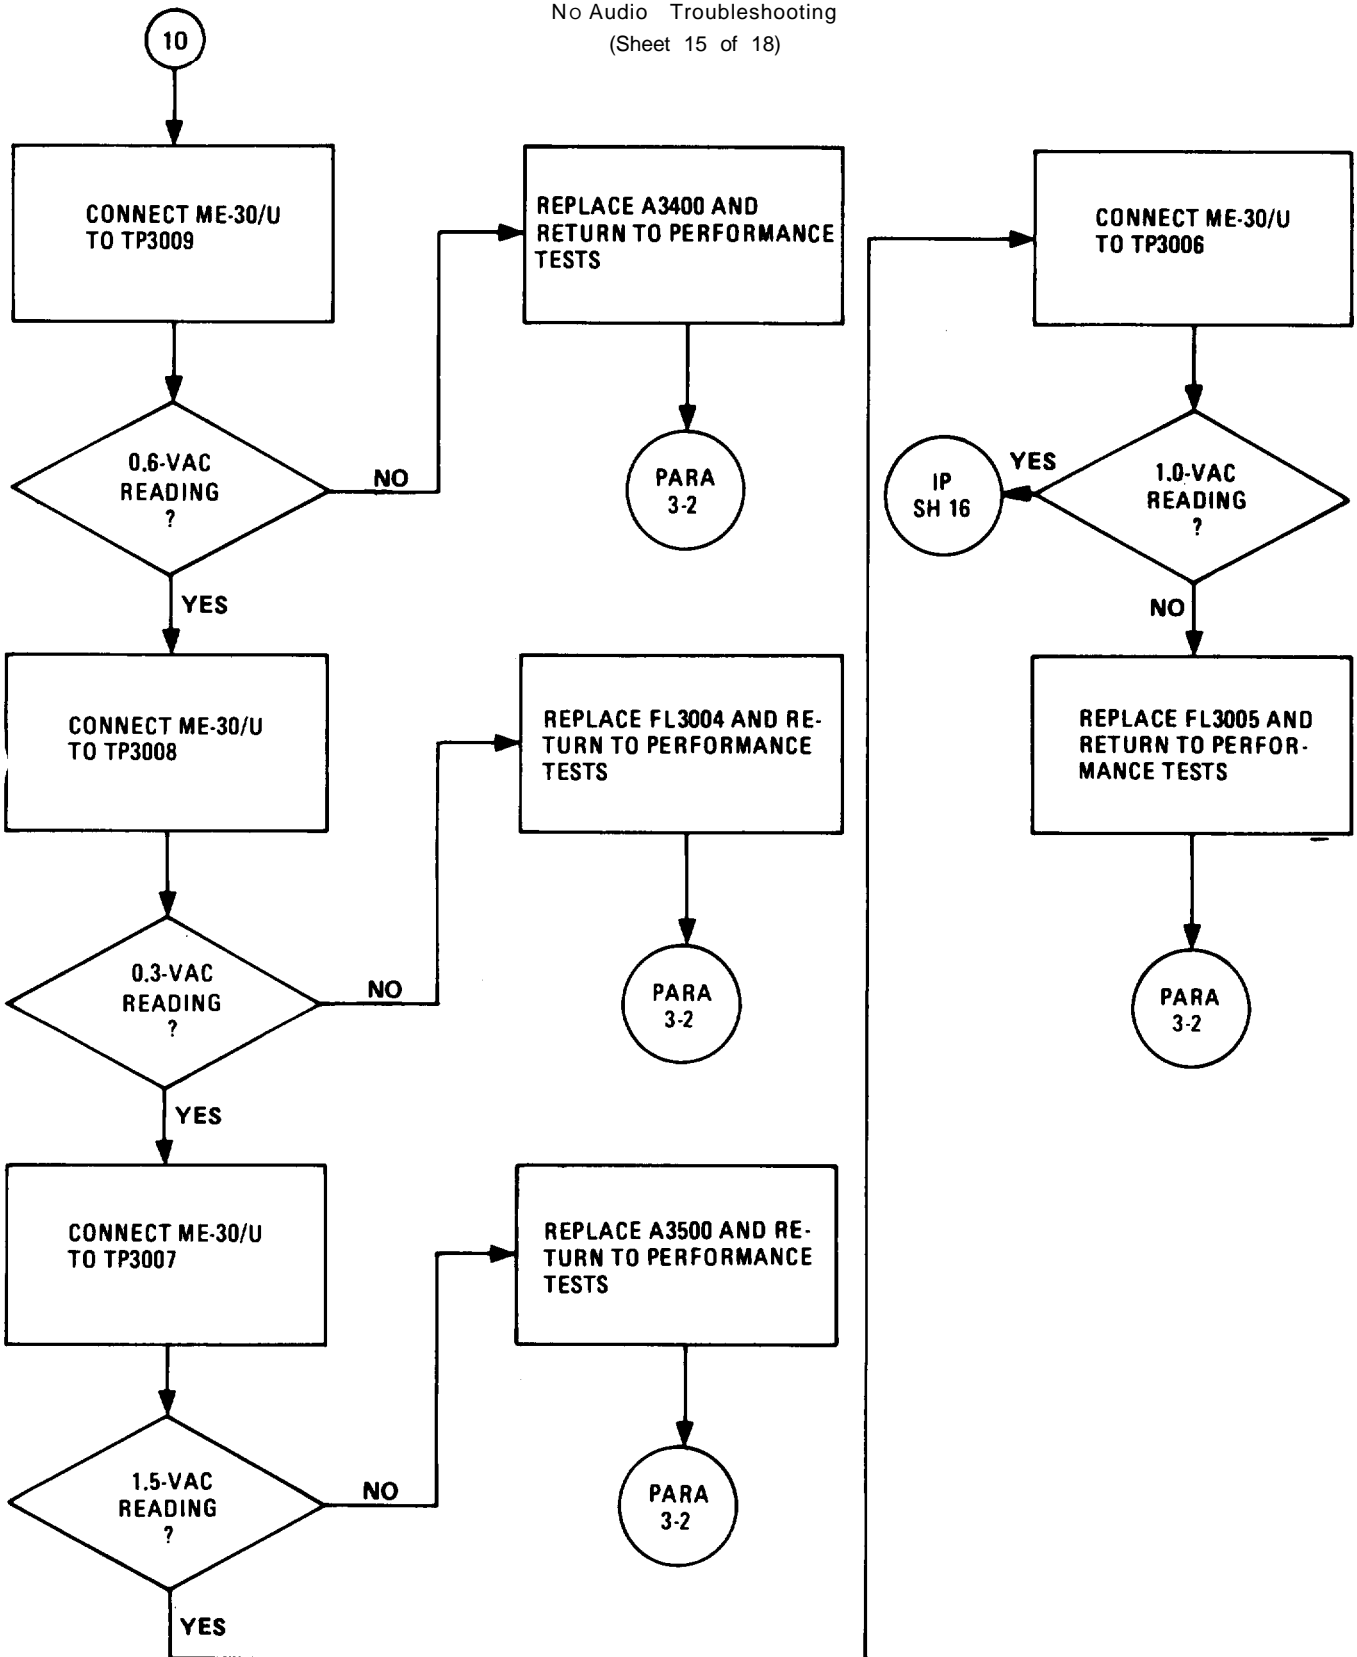 No Audio Troubleshooting
(Sheet 15 of 18)
10
CONNECT ME-30/U
TO TP3009
0.6-VAC
READING
?
NO
REPLACE A3400 AND
RETURN TO PERFORMANCE
TESTS
PARA
3-2
YES
CONNECT ME-30/U
TO TP3008
0.3-VAC
READING
?
NO
REPLACE FL3004 AND RE-
TURN TO PERFORMANCE
TESTS
PARA
3-2
YES
CONNECT ME-30/U
TO TP3007
1.5-VAC
READING
?
NO
REPLACE A3500 AND RE-
TURN TO PERFORMANCE
TESTS
PARA
3-2
YES
CONNECT ME-30/U
TO TP3006
1.0-VAC
READING
?
YES
IP
SH 16
NO
REPLACE FL3005 AND
RETURN TO PERFOR-
MANCE TESTS
PARA
3-2